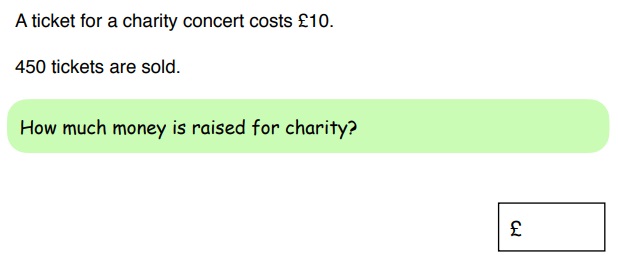 A ticket for a charity concert costs £10.
450 tickets are sold.
How much money is raised for charity?
£